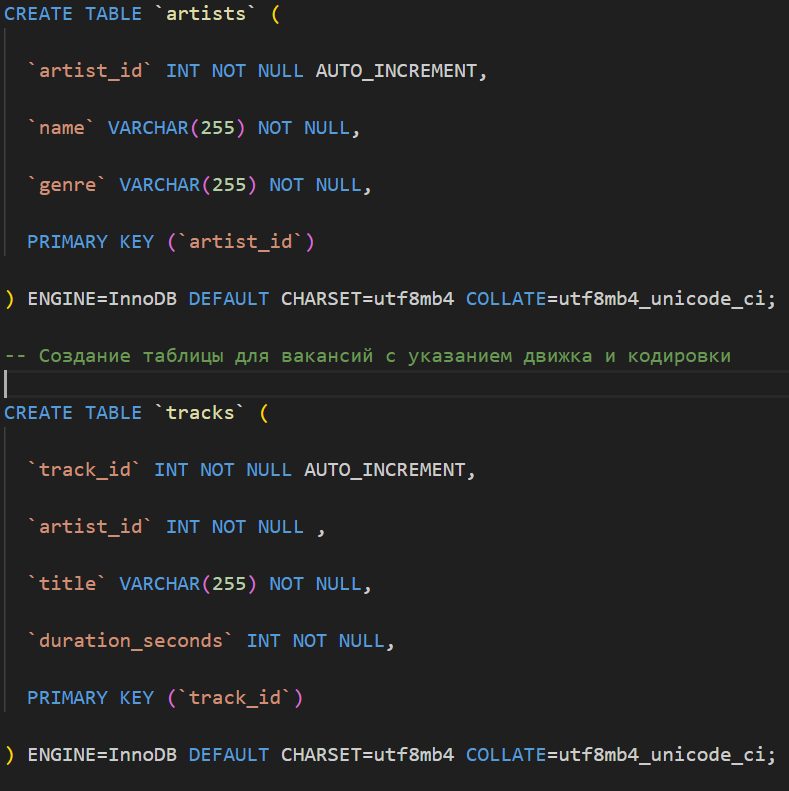 CREATE TABLE `artists` (
`artist_id` INT NOT NULL AUTO_INCREMENT,
`name` VARCHAR(255) NOT NULL,
`genre` VARCHAR(255) NOT NULL,
PRIMARY KEY (`artist_id`)
) ENGINE=InnoDB DEFAULT CHARSET=utf8mb4 COLLATE=utf8mb4_unicode_ci;
-- Создание таблицы для вакансий с указанием движка и кодировки
CREATE TABLE `tracks` (
`track_id` INT NOT NULL AUTO_INCREMENT,
`artist_id` INT NOT NULL ,
`title` VARCHAR(255) NOT NULL,
`duration_seconds` INT NOT NULL,
PRIMARY KEY (`track_id`)
) ENGINE=InnoDB DEFAULT CHARSET=utf8mb4 COLLATE=utf8mb4_unicode_ci;